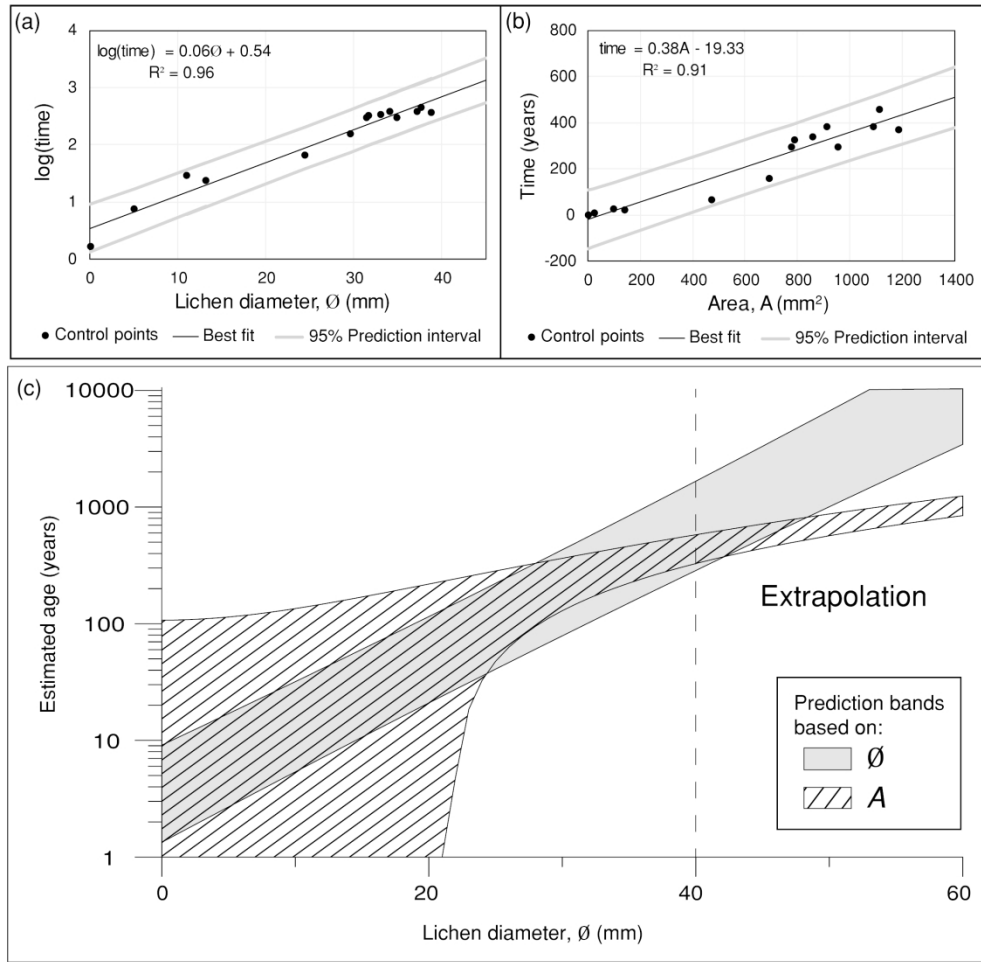 (a)
log(time) = 0.06Ø + 0.54
R² = 0.96
4
3
2
1
0
log(time)
0
10
20
30
40
Lichen diameter, Ø (mm)
Control points
Best fit
95% Prediction interval
(b)
time = 0.38A - 19.33
R² = 0.91
800
600
400
200
0
-200
Time (years)
0
200
400
600
800
1000
1200
1400
Area, A (mm²)
Control points
Best fit
95% Prediction interval
(c)
10000
1000
100
10
1
Estimated age (years)
Extrapolation
Prediction bands
based on:
Ø
A
0
20
40
60
Lichen diameter, Ø (mm)